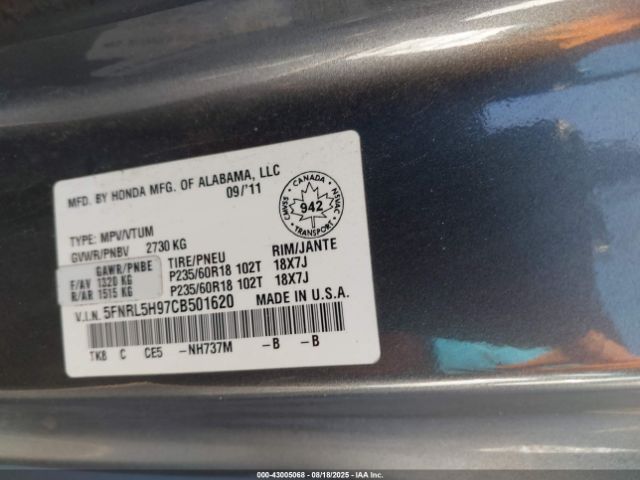 MFD. BY HONDA MFG. OF ALABAMA, LLC
09/'11
CANADA
CMVSS 942 NSVAC
TRANSPORT
TYPE: MPV/VTUM
GVWR/PNBV 2730 KG
GAWR/PNBE TIRE/PNEU RIM/JANTE
F/AV 1320 KG P235/60R18 102T 18X7J
R/AR 1515 KG P235/60R18 102T 18X7J
V.I.N. 5FNRL5H97CB501620 MADE IN U.S.A.
TK8 C CE5 -NH737M -B -B
000-43005068 - 08/18/2025 - IAA Inc.